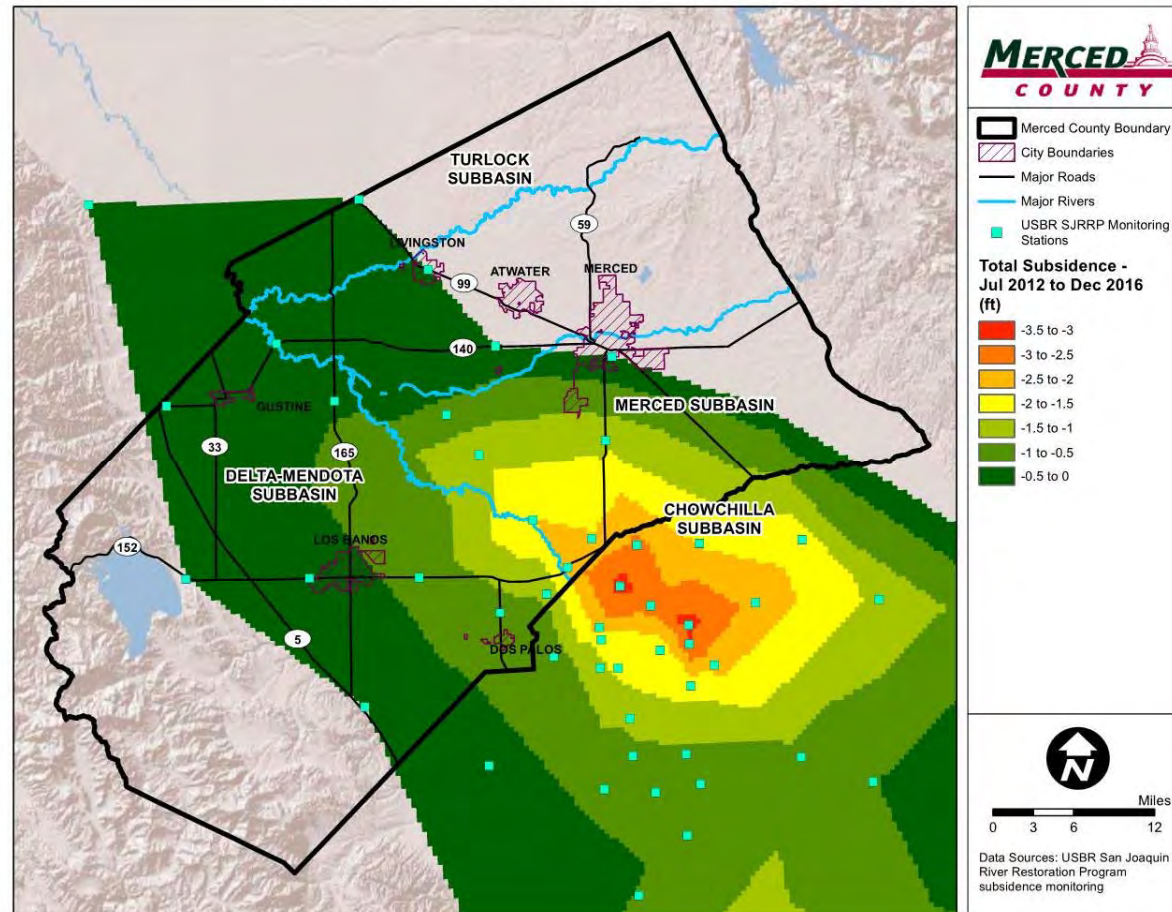 TURLOCK
SUBBASIN
59
LIVINGSTON
ATWATER
MERCED
99
140
GUSTINE
MERCED SUBBASIN
33
165
DELTA-MENDOTA
SUBBASIN
CHOWCHILLA
SUBBASIN
LOS BANOS
152
5
DOS PALOS
MERCED
COUNTY
Merced County Boundary
City Boundaries
Major Roads
Major Rivers
USBR SJRRP Monitoring
Stations
Total Subsidence -
Jul 2012 to Dec 2016
(ft)
-3.5 to -3
-3 to -2.5
-2.5 to -2
-2 to -1.5
-1.5 to -1
-1 to -0.5
-0.5 to 0
N
Miles
0 3 6 12
Data Sources: USBR San Joaquin
River Restoration Program
subsidence monitoring